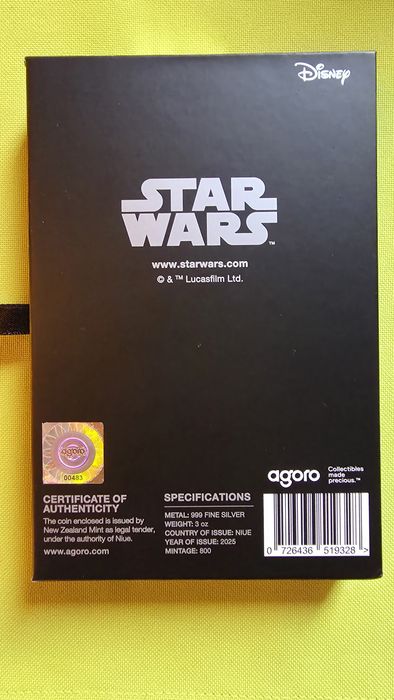 Disney
STAR
WARS™
www.starwars.com
© & ™ Lucasfilm Ltd.
agoro
00483
agoro
Collectibles
made
precious.™
CERTIFICATE OF
AUTHENTICITY
The coin enclosed is issued by
New Zealand Mint as legal tender,
under the authority of Niue.
www.agoro.com
SPECIFICATIONS
METAL: 999 FINE SILVER
WEIGHT: 3 oz
COUNTRY OF ISSUE: NIUE
YEAR OF ISSUE: 2025
MINTAGE: 800
0 726436 519328 >